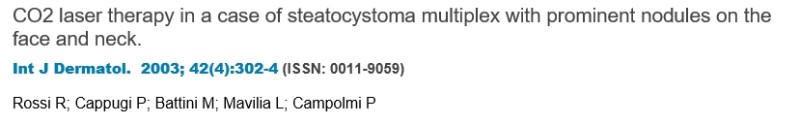 CO2 laser therapy in a case of steatocystoma multiplex with prominent nodules on the
face and neck.
Int J Dermatol.  2003; 42(4):302-4 (ISSN: 0011-9059)
Rossi R; Cappugi P; Battini M; Mavilia L; Campolmi P